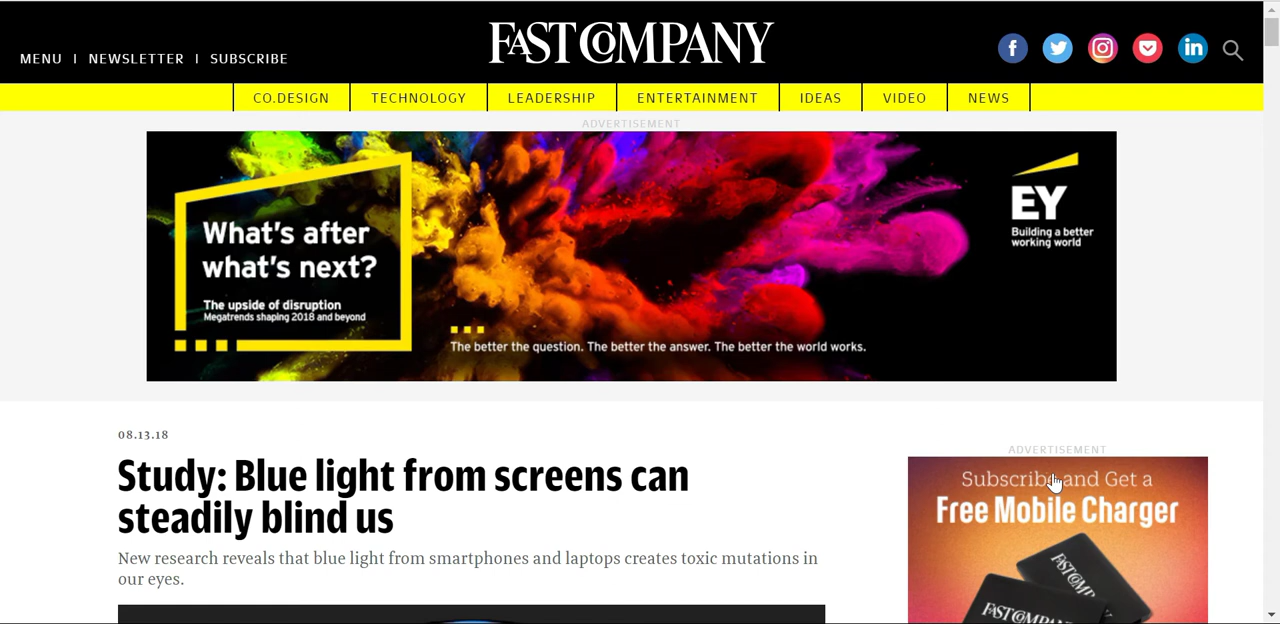 FAST COMPANY
MENU | NEWSLETTER | SUBSCRIBE
CO.DESIGN TECHNOLOGY LEADERSHIP ENTERTAINMENT IDEAS VIDEO NEWS
ADVERTISEMENT
What's after
what's next?
The upside of disruption
Megatrends shaping 2018 and beyond
The better the question. The better the answer. The better the world works.
EY
Building a better
working world
08.13.18
Study: Blue light from screens can
steadily blind us
New research reveals that blue light from smartphones and laptops creates toxic mutations in
our eyes.
ADVERTISEMENT
Subscribe and Get a
Free Mobile Charger
FAST COMP
FAST COMPANY